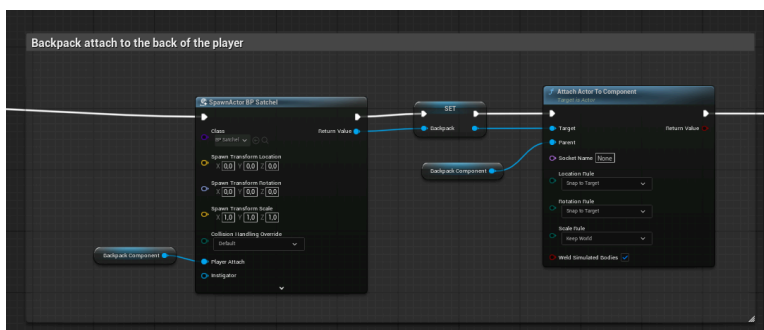 Backpack attach to the back of the player
SpawnActor BP Satchel
Class
BP Satchel
Return Value
Spawn Transform Location
X 0,0 Y 0,0 Z 0,0
Spawn Transform Rotation
X 0,0 Y 0,0 Z 0,0
Spawn Transform Scale
X 1,0 Y 1,0 Z 1,0
Collision Handling Override
Default
Player Attach
Instigator
Backpack Component
SET
Backpack
Backpack Component
Attach Actor To Component
Target is Actor
Target
Return Value
Parent
Socket Name None
Location Rule
Snap to Target
Rotation Rule
Snap to Target
Scale Rule
Keep World
Weld Simulated Bodies